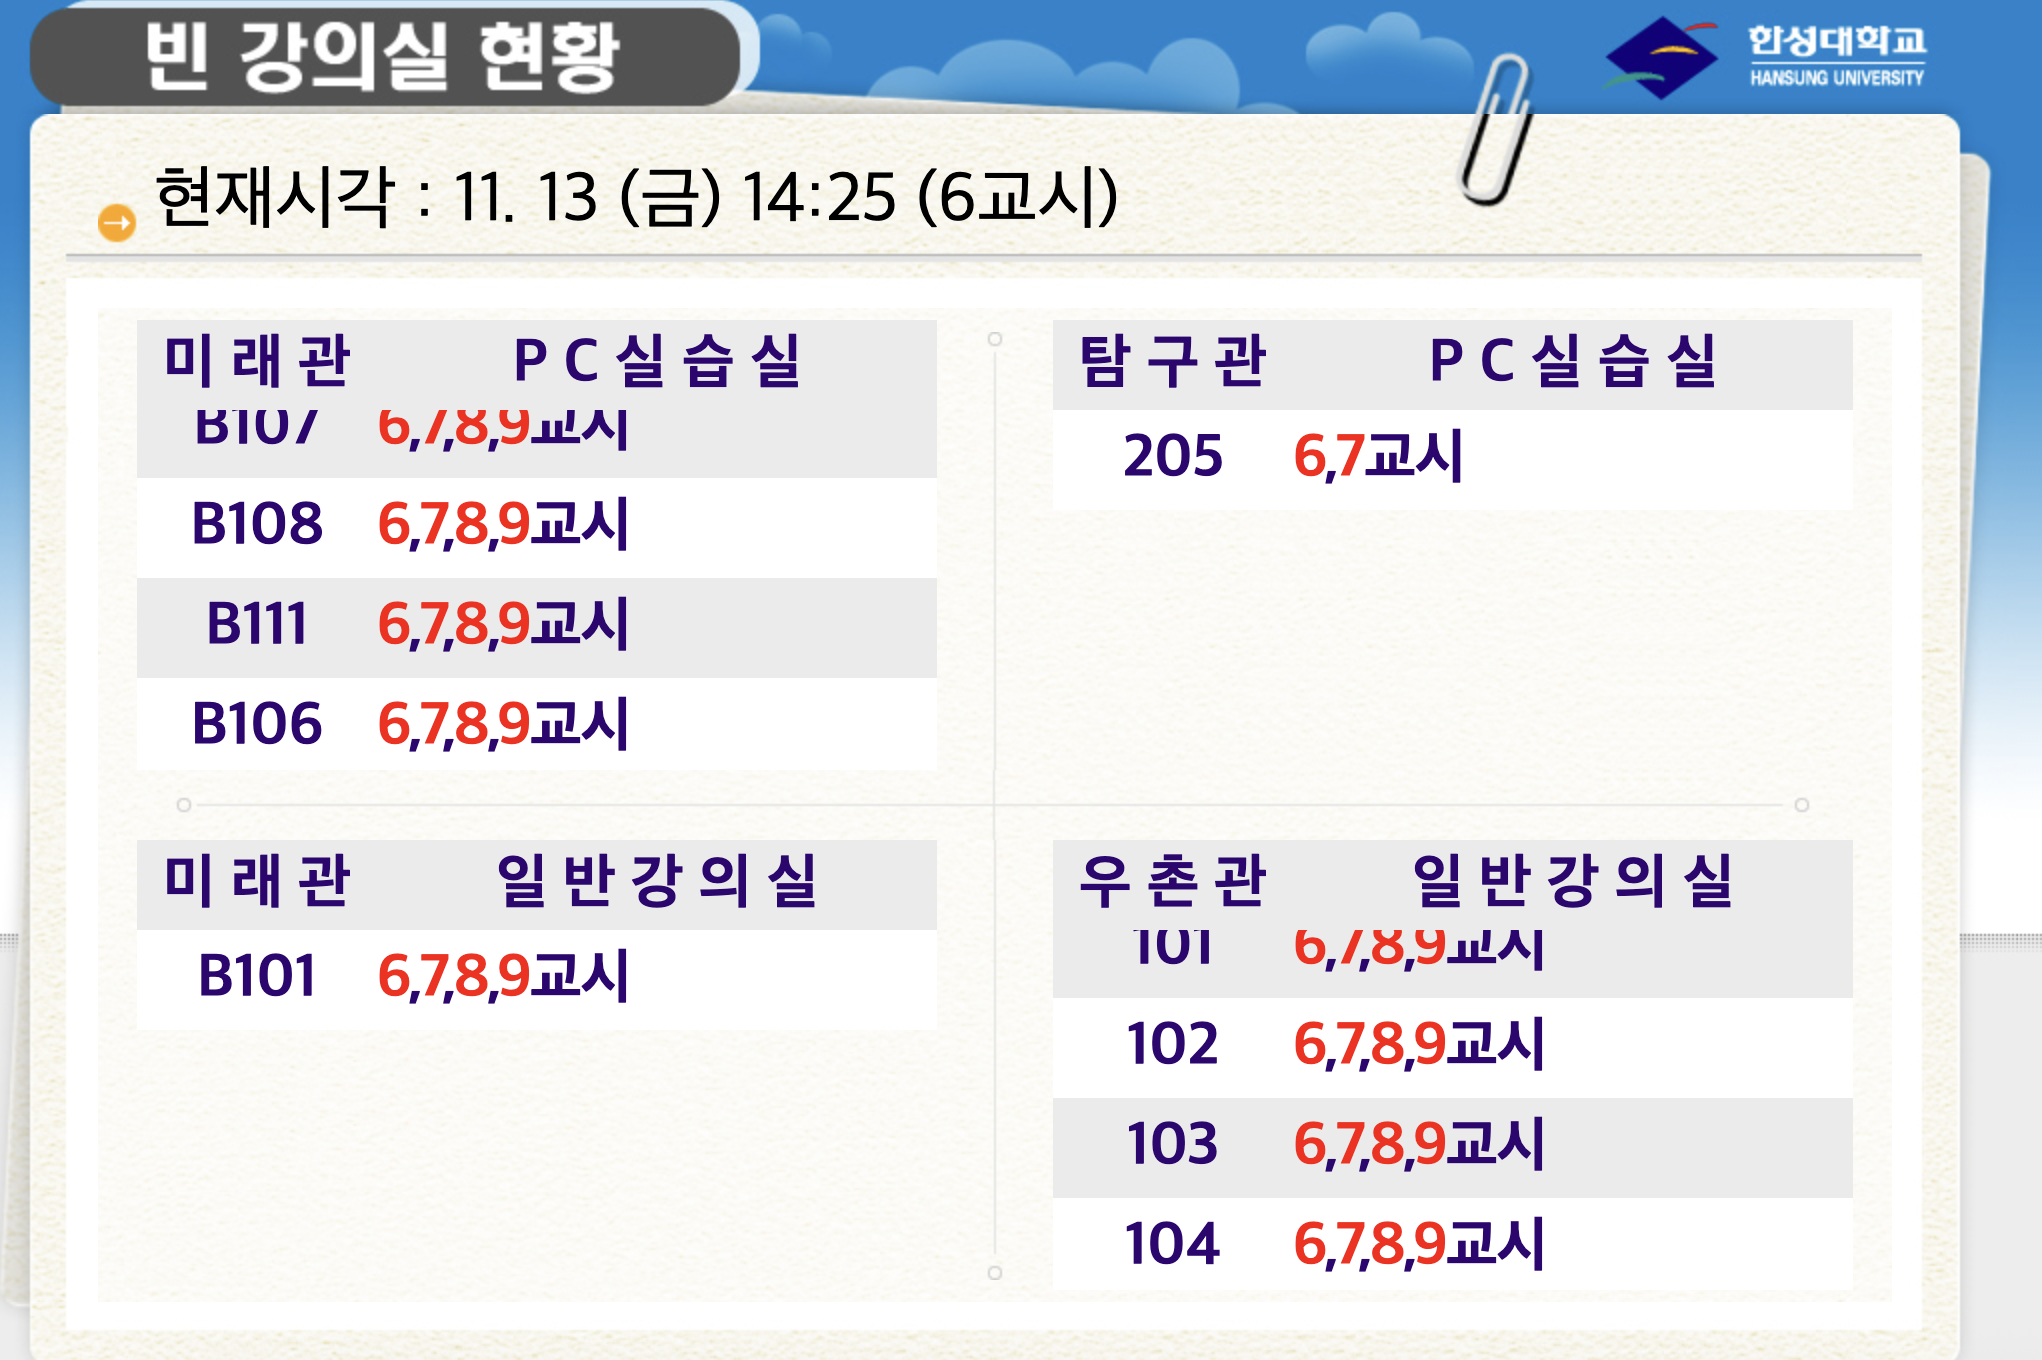 빈 강의실 현황
한성대학교
HANSUNG UNIVERSITY
현재시각 : 11. 13 (금) 14:25 (6교시)
미래관 PC실습실
B107 6,7,8,9교시
B108 6,7,8,9교시
B111 6,7,8,9교시
B106 6,7,8,9교시
탐구관 PC실습실
205 6,7교시
미래관 일반강의실
B101 6,7,8,9교시
우촌관 일반강의실
101 6,7,8,9교시
102 6,7,8,9교시
103 6,7,8,9교시
104 6,7,8,9교시